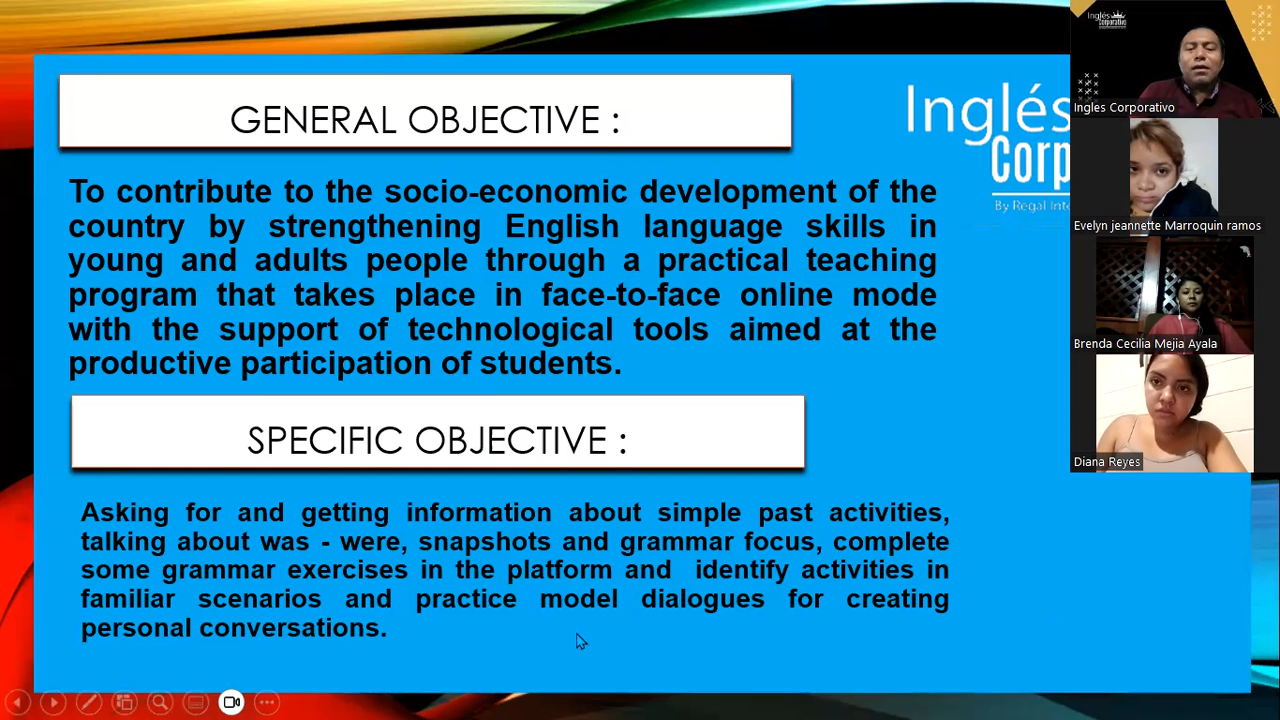 GENERAL OBJECTIVE :
To contribute to the socio-economic development of the
country by strengthening English language skills in
young and adults people through a practical teaching
program that takes place in face-to-face online mode
with the support of technological tools aimed at the
productive participation of students.
SPECIFIC OBJECTIVE :
Asking for and getting information about simple past activities,
talking about was - were, snapshots and grammar focus, complete
some grammar exercises in the platform and identify activities in
familiar scenarios and practice model dialogues for creating
personal conversations.
Inglés
Corp
By Regal Inte
Inglés
Corporativo
Ingles Corporativo
Evelyn jeannette Marroquin ramos
Brenda Cecilia Mejia Ayala
Diana Reyes